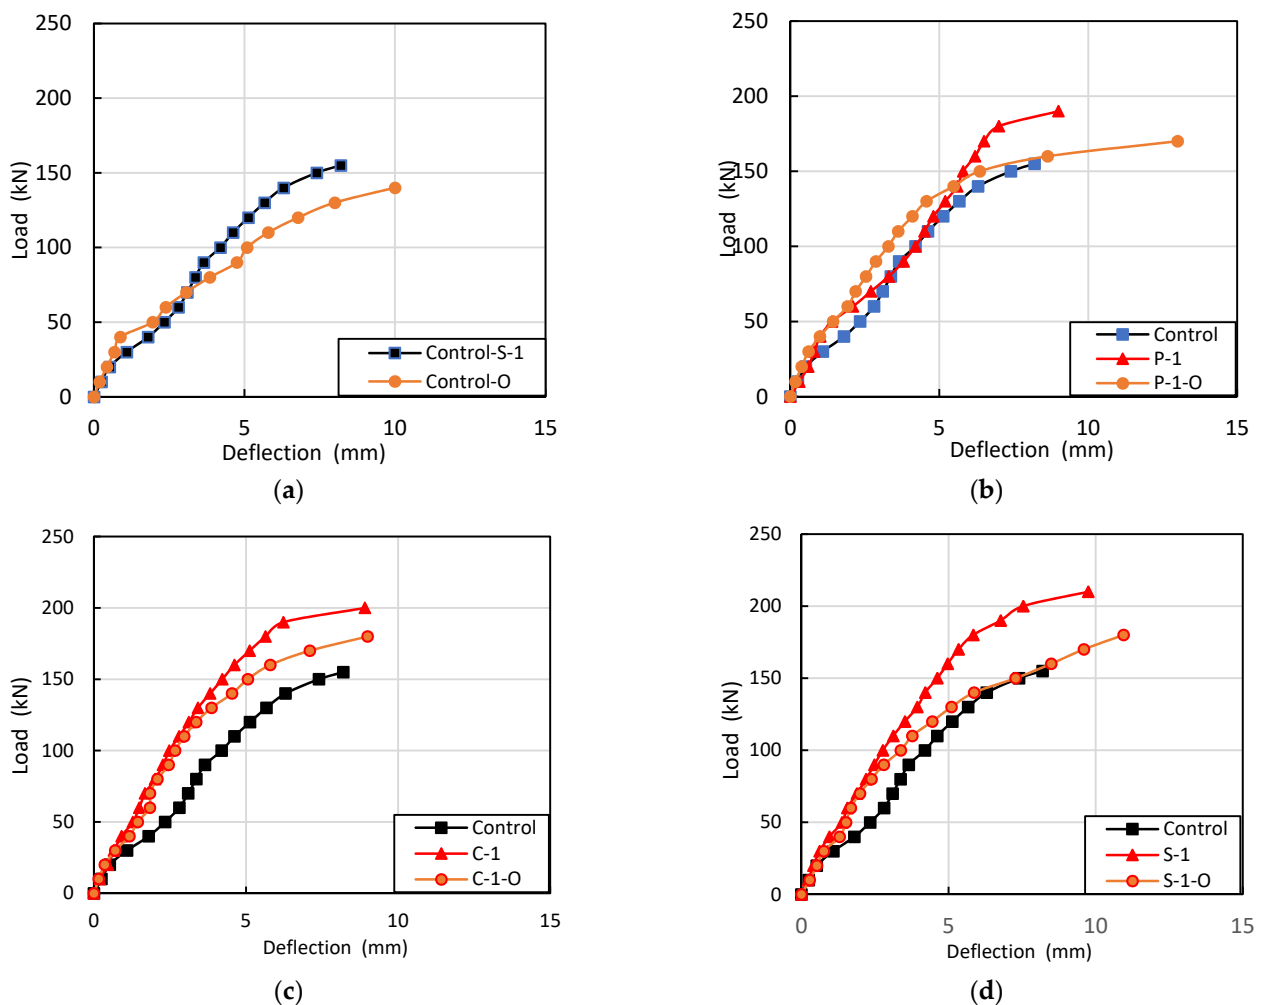 250
200
150
100
50
0
Load (kN)
0 5 10 15
Deflection (mm)
Control-S-1
Control-O
(a)
250
200
150
100
50
0
Load (kN)
0 5 10 15
Deflection (mm)
Control
P-1
P-1-O
(b)
250
200
150
100
50
0
Load (kN)
0 5 10 15
Deflection (mm)
Control
C-1
C-1-O
(c)
250
200
150
100
50
0
Load (kN)
0 5 10 15
Deflection (mm)
Control
S-1
S-1-O
(d)